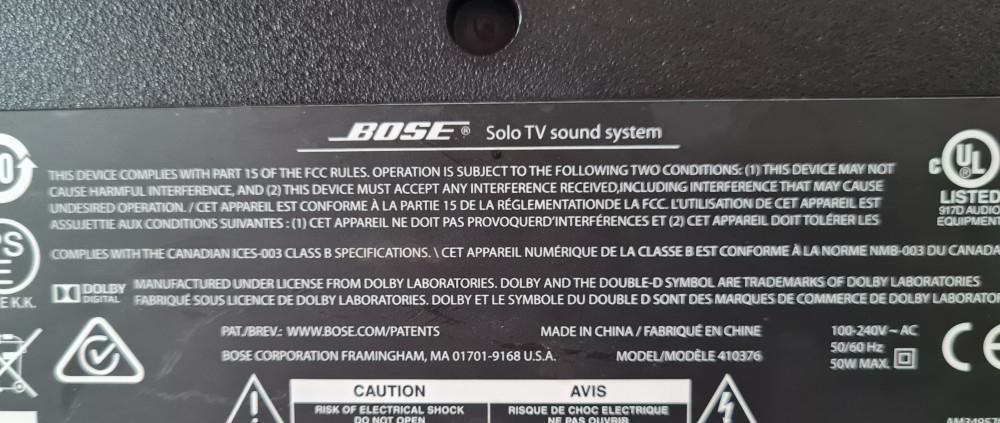 BOSE® Solo TV sound system
THIS DEVICE COMPLIES WITH PART 15 OF THE FCC RULES. OPERATION IS SUBJECT TO THE FOLLOWING TWO CONDITIONS: (1) THIS DEVICE MAY NOT
CAUSE HARMFUL INTERFERENCE, AND (2) THIS DEVICE MUST ACCEPT ANY INTERFERENCE RECEIVED,INCLUDING INTERFERENCE THAT MAY CAUSE
UNDESIRED OPERATION. / CET APPAREIL EST CONFORME À LA PARTIE 15 DE LA RÉGLEMENTATIONDE LA FCC. L'UTILISATION DE CET APPAREIL EST
ASSUJETTIE AUX CONDITIONS SUIVANTES : (1) CET APPAREIL NE DOIT PAS PROVOQUERD'INTERFÉRENCES ET (2) CET APPAREIL DOIT TOLÉRER LES
c UL ®
LISTED
917D AUDIO
EQUIPMENT
COMPLIES WITH THE CANADIAN ICES-003 CLASS B SPECIFICATIONS. \ CET APPAREIL NUMÉRIQUE DE LA CLASSE B EST CONFORME À LA NORME NMB-003 DU CANADA
PS
E
E K.K.
DOLBY
DIGITAL
MANUFACTURED UNDER LICENSE FROM DOLBY LABORATORIES. DOLBY AND THE DOUBLE-D SYMBOL ARE TRADEMARKS OF DOLBY LABORATORIES
FABRIQUÉ SOUS LICENCE DE DOLBY LABORATORIES. DOLBY ET LE SYMBOLE DU DOUBLE D SONT DES MARQUES DE COMMERCE DE DOLBY LABORATOR
PAT./BREV.: WWW.BOSE.COM/PATENTS
MADE IN CHINA / FABRIQUÉ EN CHINE
100-240V ~ AC
50/60 Hz
50W MAX.
CE
BOSE CORPORATION FRAMINGHAM, MA 01701-9168 U.S.A.
MODEL/MODÈLE 410376
CAUTION
RISK OF ELECTRICAL SHOCK
DO NOT OPEN
AVIS
RISQUE DE CHOC ELECTRIQUE
NE PAS OUVRIR